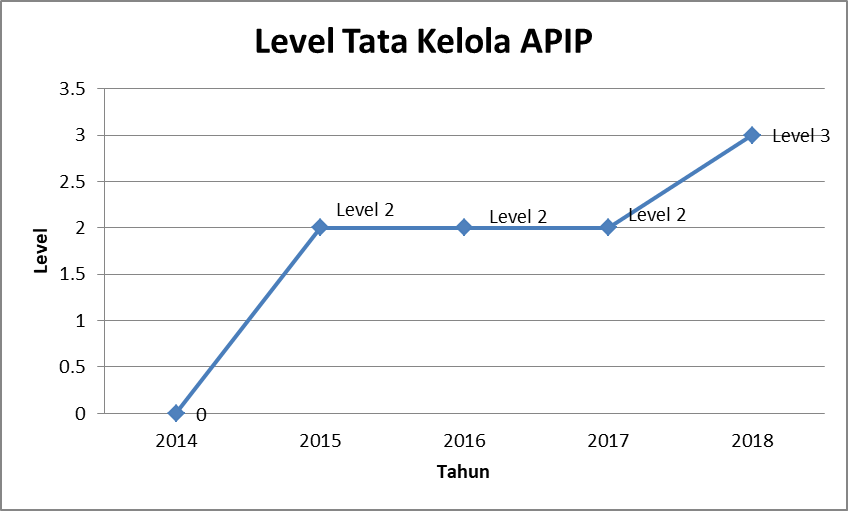 Level Tata Kelola APIP
3.5
3
2.5
2
1.5
1
0.5
0
Level
0
Level 2
Level 2
Level 2
Level 3
2014
2015
2016
2017
2018
Tahun